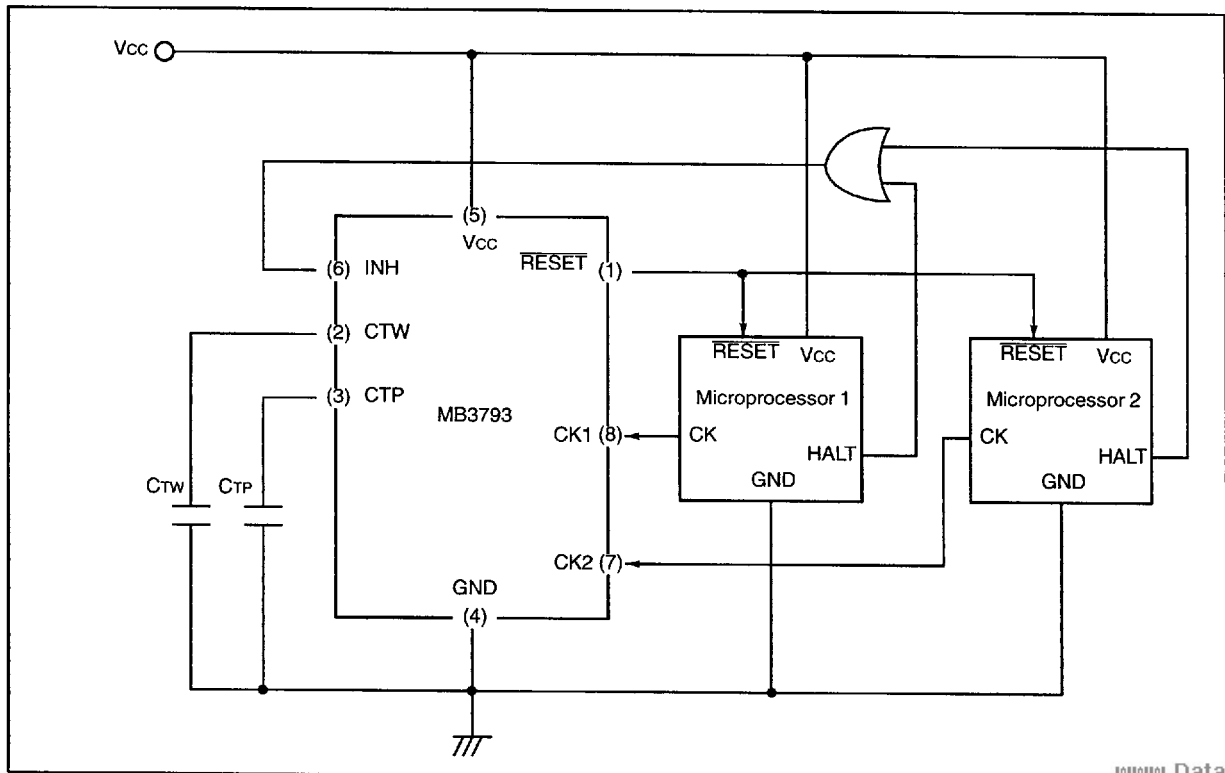 Vcc
(5)
Vcc
(6) INH
RESET (1)
(2) CTW
(3) CTP
MB3793
RESET Vcc
Microprocessor 1
CK
HALT
GND
RESET Vcc
Microprocessor 2
CK
HALT
GND
CK1 (8)
CTW
CTP
CK2 (7)
GND
(4)
Data